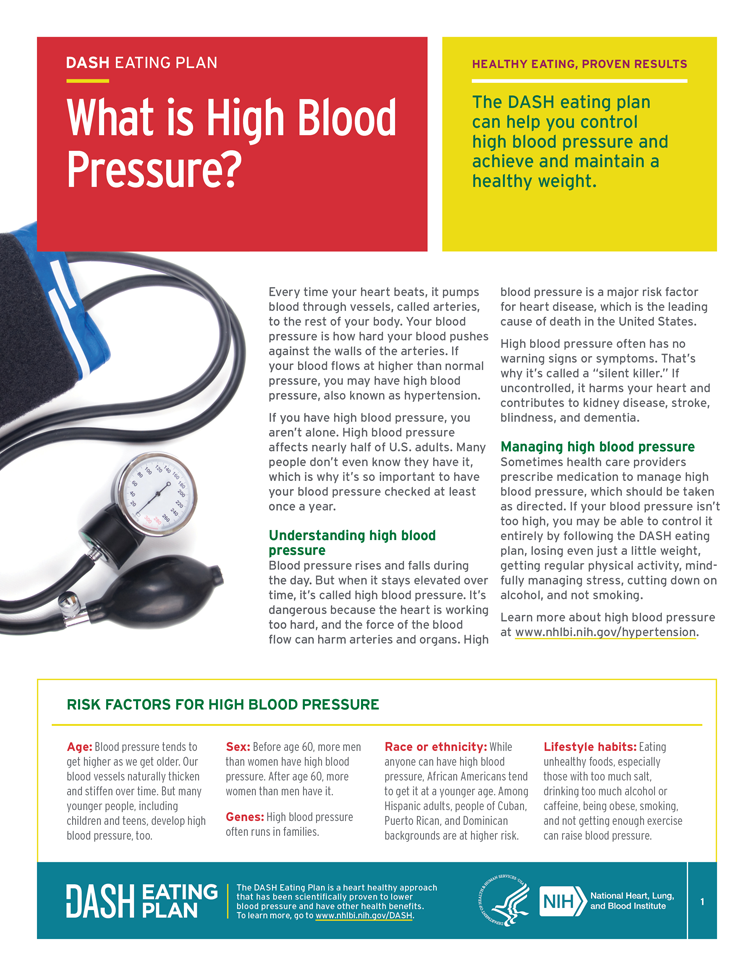 DASH EATING PLAN
What is High Blood
Pressure?
HEALTHY EATING, PROVEN RESULTS
The DASH eating plan
can help you control
high blood pressure and
achieve and maintain a
healthy weight.
Every time your heart beats, it pumps
blood through vessels, called arteries,
to the rest of your body. Your blood
pressure is how hard your blood pushes
against the walls of the arteries. If
your blood flows at higher than normal
pressure, you may have high blood
pressure, also known as hypertension.
If you have high blood pressure, you
aren't alone. High blood pressure
affects nearly half of U.S. adults. Many
people don't even know they have it,
which is why it's so important to have
your blood pressure checked at least
once a year.
Understanding high blood
pressure
Blood pressure rises and falls during
the day. But when it stays elevated over
time, it's called high blood pressure. It's
dangerous because the heart is working
too hard, and the force of the blood
flow can harm arteries and organs. High
blood pressure is a major risk factor
for heart disease, which is the leading
cause of death in the United States.
High blood pressure often has no
warning signs or symptoms. That's
why it's called a “silent killer.” If
uncontrolled, it harms your heart and
contributes to kidney disease, stroke,
blindness, and dementia.
Managing high blood pressure
Sometimes health care providers
prescribe medication to manage high
blood pressure, which should be taken
as directed. If your blood pressure isn't
too high, you may be able to control it
entirely by following the DASH eating
plan, losing even just a little weight,
getting regular physical activity, mind-
fully managing stress, cutting down on
alcohol, and not smoking.
Learn more about high blood pressure
at www.nhlbi.nih.gov/hypertension.
RISK FACTORS FOR HIGH BLOOD PRESSURE
Age: Blood pressure tends to
get higher as we get older. Our
blood vessels naturally thicken
and stiffen over time. But many
younger people, including
children and teens, develop high
blood pressure, too.
Sex: Before age 60, more men
than women have high blood
pressure. After age 60, more
women than men have it.
Genes: High blood pressure
often runs in families.
Race or ethnicity: While
anyone can have high blood
pressure, African Americans tend
to get it at a younger age. Among
Hispanic adults, people of Cuban,
Puerto Rican, and Dominican
backgrounds are at higher risk.
Lifestyle habits: Eating
unhealthy foods, especially
those with too much salt,
drinking too much alcohol or
caffeine, being obese, smoking,
and not getting enough exercise
can raise blood pressure.
DASH EATING
PLAN
The DASH Eating Plan is a heart healthy approach
that has been scientifically proven to lower
blood pressure and have other health benefits.
To learn more, go to www.nhlbi.nih.gov/DASH.
NIH
National Heart, Lung,
and Blood Institute
1